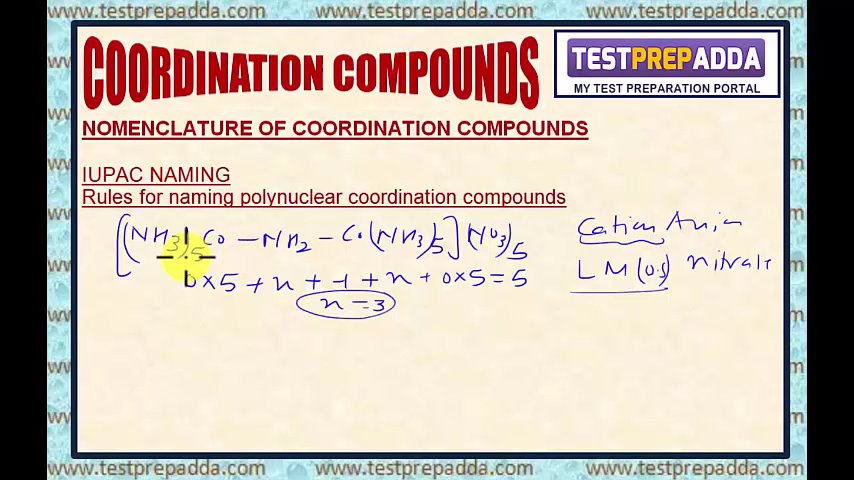 www.testprepadda.com www.testprepadda.com www.testprepadda.com
COORDINATION COMPOUNDS
TESTPREPADDA
MY TEST PREPARATION PORTAL
NOMENCLATURE OF COORDINATION COMPOUNDS
IUPAC NAMING
Rules for naming polynuclear coordination compounds
[(NH3)5 Co – NH2 – Co(NH3)5](NO3)5
Cation Anion
0×5 + x + -1 + x + 0×5 = 5
LM(O.S) nitrate
x = 3
www.testprepadda.com www.testprepadda.com www.testprepadda.com